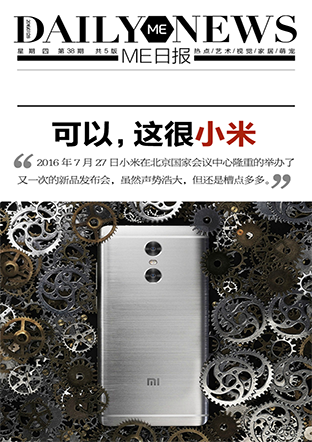 DAILY ME NEWS
星期四 第38期 共5版 ME日报 热点/艺术/视觉/家居/萌宠
可以，这很小米
“2016年7月27日小米在北京国家会议中心隆重的举办了
又一次的新品发布会，虽然声势浩大，但还是槽点多多。”
MI